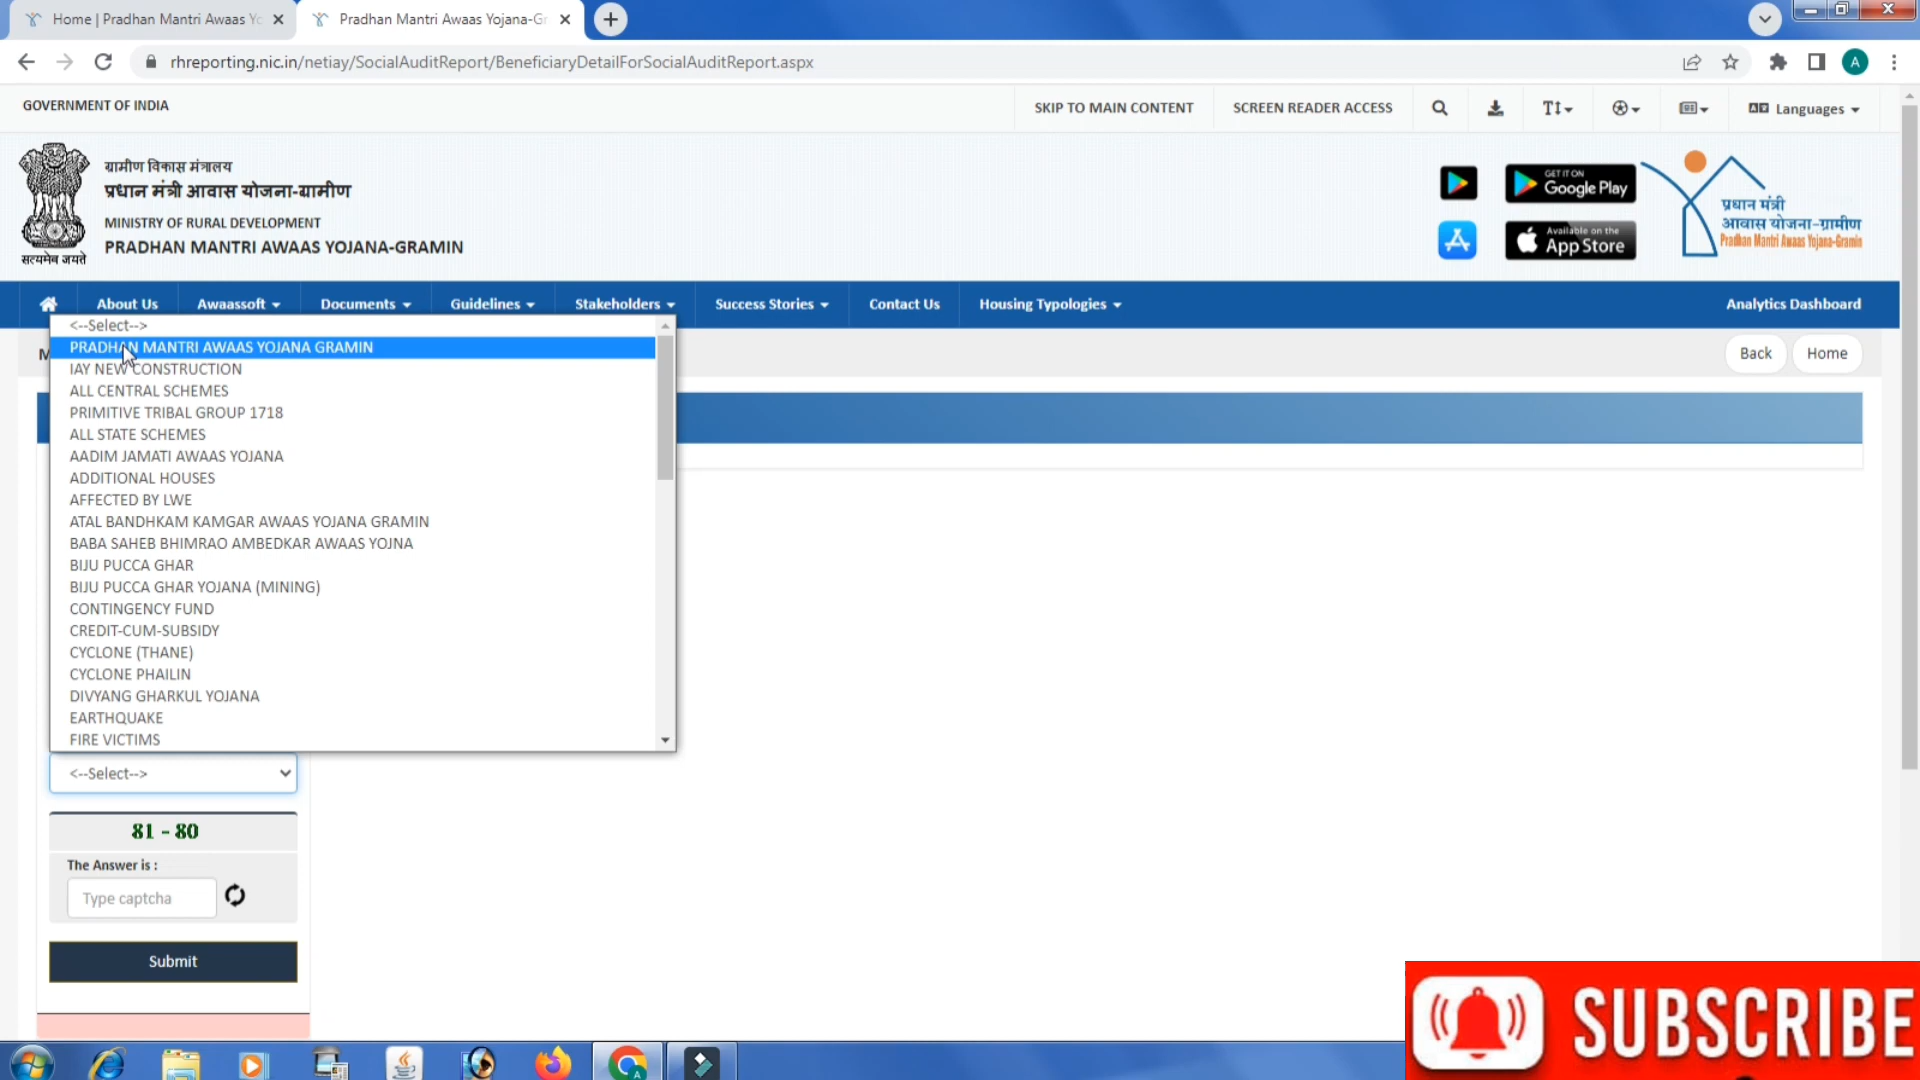 Home | Pradhan Mantri Awaas Yo
Pradhan Mantri Awaas Yojana-Gr
rhreporting.nic.in/netiay/SocialAuditReport/BeneficiaryDetailForSocialAuditReport.aspx
A
GOVERNMENT OF INDIA
SKIP TO MAIN CONTENT
SCREEN READER ACCESS
Languages
ग्रामीण विकास मंत्रालय
प्रधान मंत्री आवास योजना-ग्रामीण
MINISTRY OF RURAL DEVELOPMENT
PRADHAN MANTRI AWAAS YOJANA-GRAMIN
सत्यमेव जयते
GET IT ON
Google Play
Available on the
App Store
प्रधान मंत्री
आवास योजना-ग्रामीण
Pradhan Mantri Awaas Yojana-Gramin
About Us
Awaassoft
Documents
Guidelines
Stakeholders
Success Stories
Contact Us
Housing Typologies
Analytics Dashboard
M
Back
Home
<--Select-->
PRADHAN MANTRI AWAAS YOJANA GRAMIN
IAY NEW CONSTRUCTION
ALL CENTRAL SCHEMES
PRIMITIVE TRIBAL GROUP 1718
ALL STATE SCHEMES
AADIM JAMATI AWAAS YOJANA
ADDITIONAL HOUSES
AFFECTED BY LWE
ATAL BANDHKAM KAMGAR AWAAS YOJANA GRAMIN
BABA SAHEB BHIMRAO AMBEDKAR AWAAS YOJNA
BIJU PUCCA GHAR
BIJU PUCCA GHAR YOJANA (MINING)
CONTINGENCY FUND
CREDIT-CUM-SUBSIDY
CYCLONE (THANE)
CYCLONE PHAILIN
DIVYANG GHARKUL YOJANA
EARTHQUAKE
FIRE VICTIMS
<--Select-->
81 - 80
The Answer is :
Type captcha
Submit
SUBSCRIBE